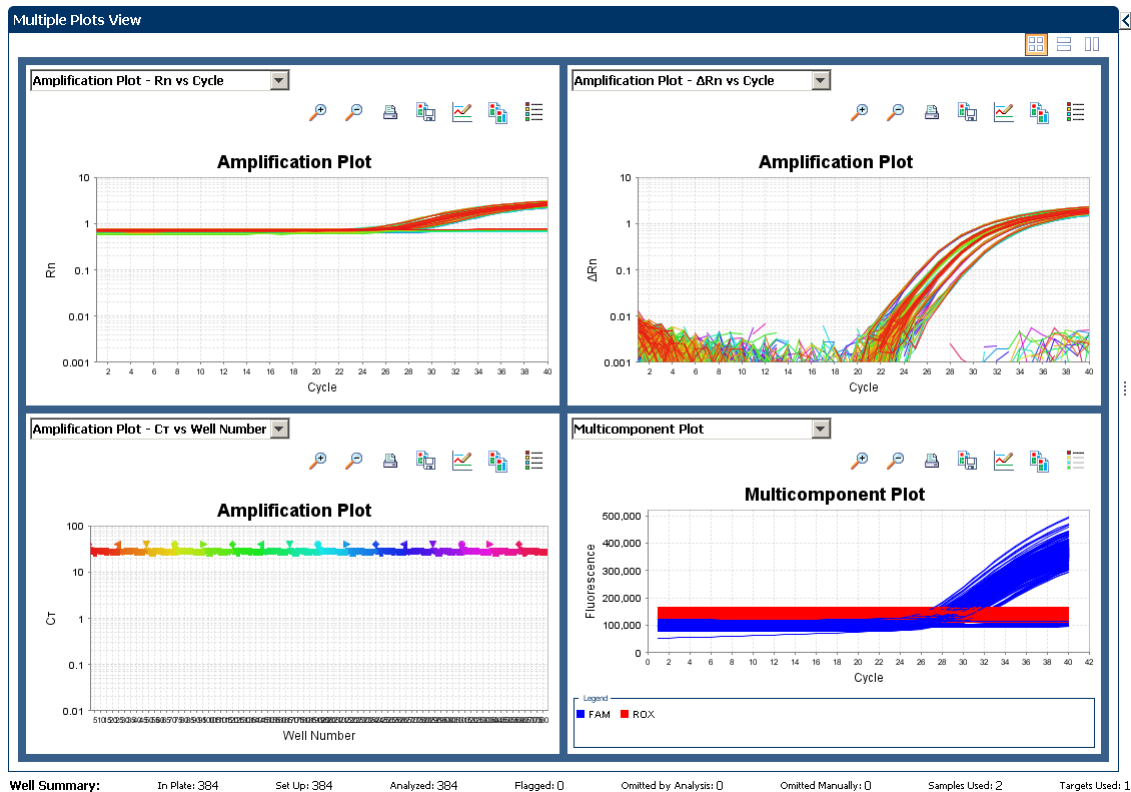 Multiple Plots View
Amplification Plot - Rn vs Cycle
Amplification Plot
10
1
0.1
0.01
0.001
Rn
2 4 6 8 10 12 14 16 18 20 22 24 26 28 30 32 34 36 38 40
Cycle
Amplification Plot - ΔRn vs Cycle
Amplification Plot
10
1
0.1
0.01
0.001
ΔRn
2 4 6 8 10 12 14 16 18 20 22 24 26 28 30 32 34 36 38 40
Cycle
Amplification Plot - Cт vs Well Number
Amplification Plot
100
10
1
0.1
0.01
Cт
Well Number
Multicomponent Plot
Multicomponent Plot
500,000
400,000
300,000
200,000
100,000
0
Fluorescence
0 2 4 6 8 10 12 14 16 18 20 22 24 26 28 30 32 34 36 38 40 42
Cycle
Legend
FAM ROX
Well Summary: In Plate: 384 Set Up: 384 Analyzed: 384 Flagged: 0 Omitted by Analysis: 0 Omitted Manually: 0 Samples Used: 2 Targets Used: 1